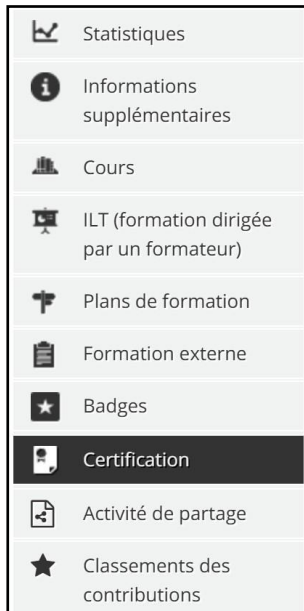 Statistiques
Informations
supplémentaires
Cours
ILT (formation dirigée
par un formateur)
Plans de formation
Formation externe
Badges
Certification
Activité de partage
Classements des
contributions